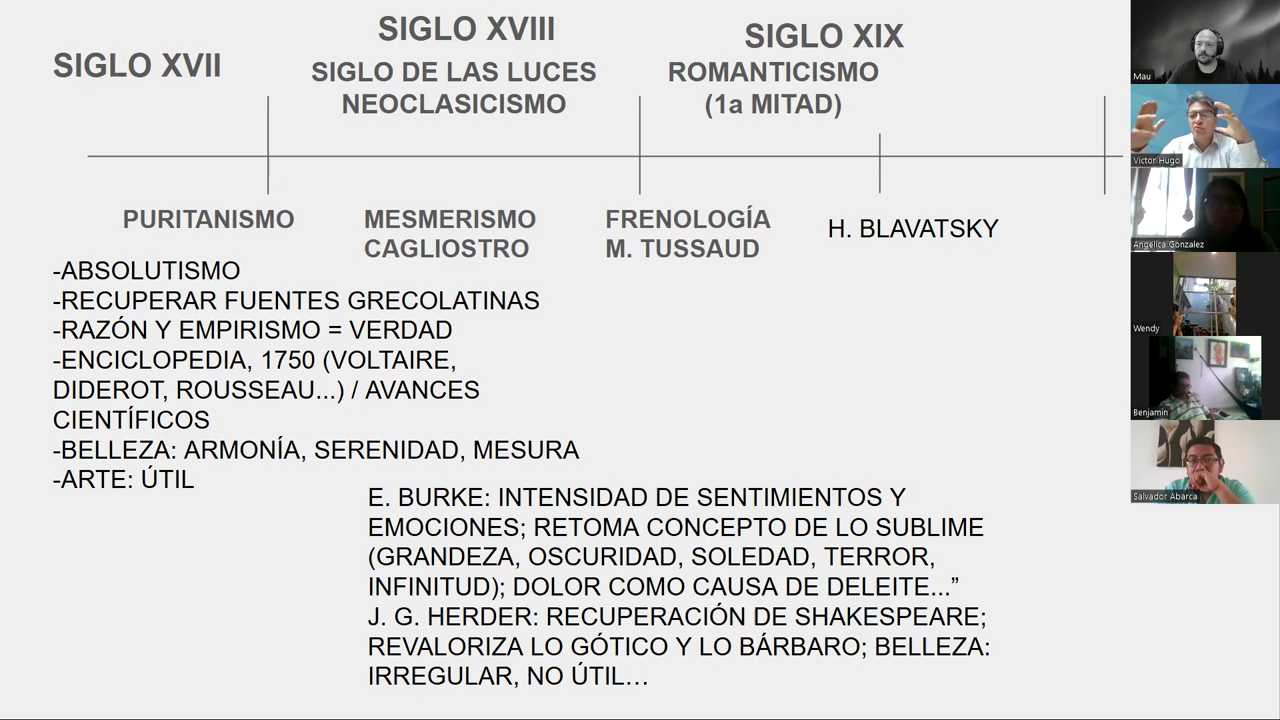 SIGLO XVII
SIGLO XVIII
SIGLO DE LAS LUCES
NEOCLASICISMO
SIGLO XIX
ROMANTICISMO
(1a MITAD)
PURITANISMO
MESMERISMO
CAGLIOSTRO
FRENOLOGÍA
M. TUSSAUD
H. BLAVATSKY
-ABSOLUTISMO
-RECUPERAR FUENTES GRECOLATINAS
-RAZÓN Y EMPIRISMO = VERDAD
-ENCICLOPEDIA, 1750 (VOLTAIRE,
DIDEROT, ROUSSEAU...) / AVANCES
CIENTÍFICOS
-BELLEZA: ARMONÍA, SERENIDAD, MESURA
-ARTE: ÚTIL
E. BURKE: INTENSIDAD DE SENTIMIENTOS Y
EMOCIONES; RETOMA CONCEPTO DE LO SUBLIME
(GRANDEZA, OSCURIDAD, SOLEDAD, TERROR,
INFINITUD); DOLOR COMO CAUSA DE DELEITE...”
J. G. HERDER: RECUPERACIÓN DE SHAKESPEARE;
REVALORIZA LO GÓTICO Y LO BÁRBARO; BELLEZA:
IRREGULAR, NO ÚTIL…
Mau
Victor Hugo
Angelica Gonzalez
Wendy
Benjamin
Salvador Abarca